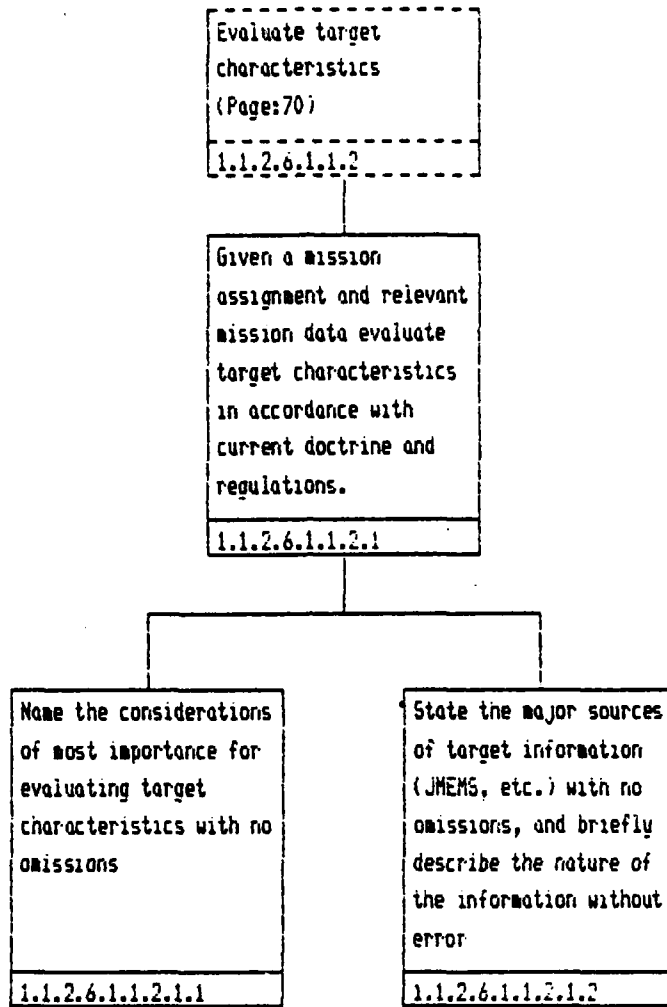 Evaluate target
characteristics
(Page:70)
1.1.2.6.1.1.2
Given a mission
assignment and relevant
mission data evaluate
target characteristics
in accordance with
current doctrine and
regulations.
1.1.2.6.1.1.2.1
Name the considerations
of most importance for
evaluating target
characteristics with no
omissions
1.1.2.6.1.1.2.1.1
State the major sources
of target information
(JMEMS, etc.) with no
omissions, and briefly
describe the nature of
the information without
error
1.1.2.6.1.1.2.1.2